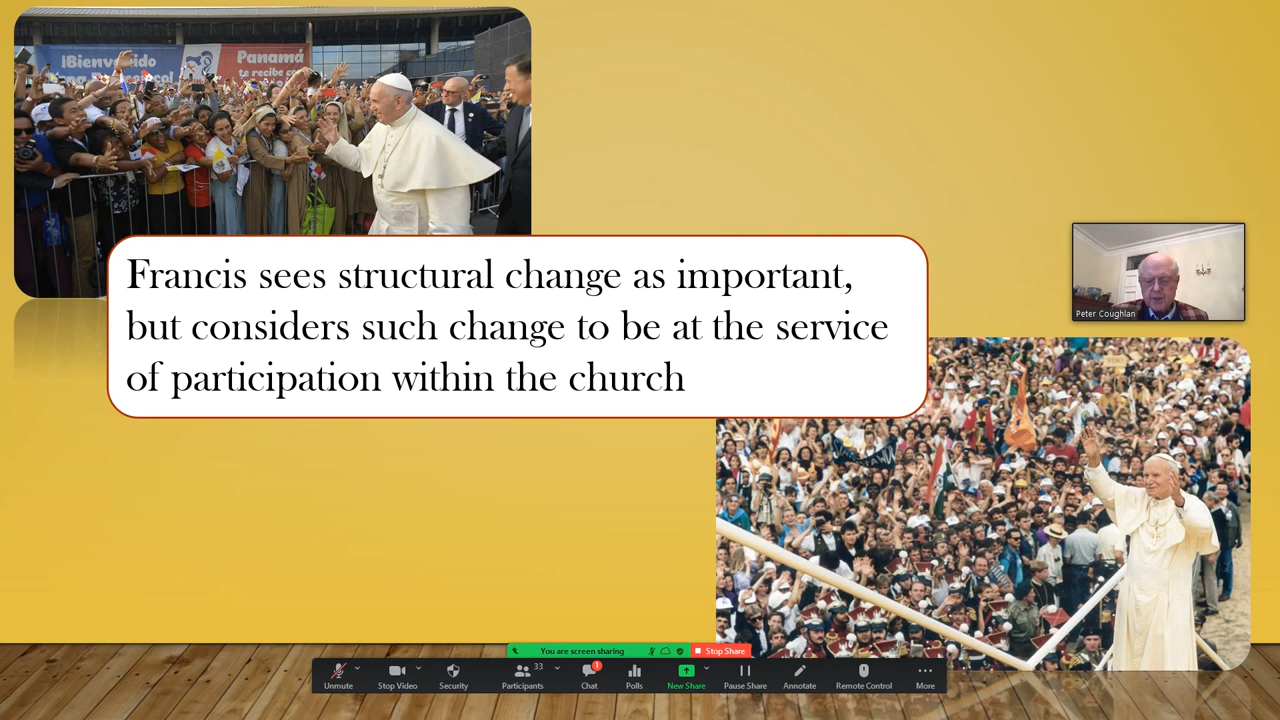 ¡Bienvenido
Panamá
te recibe co
Francis sees structural change as important,
but considers such change to be at the service
of participation within the church
Peter Coughlan
You are screen sharing
Stop Share
Unmute
Stop Video
Security
33
Participants
1
Chat
Polls
New Share
Pause Share
Annotate
Remote Control
More